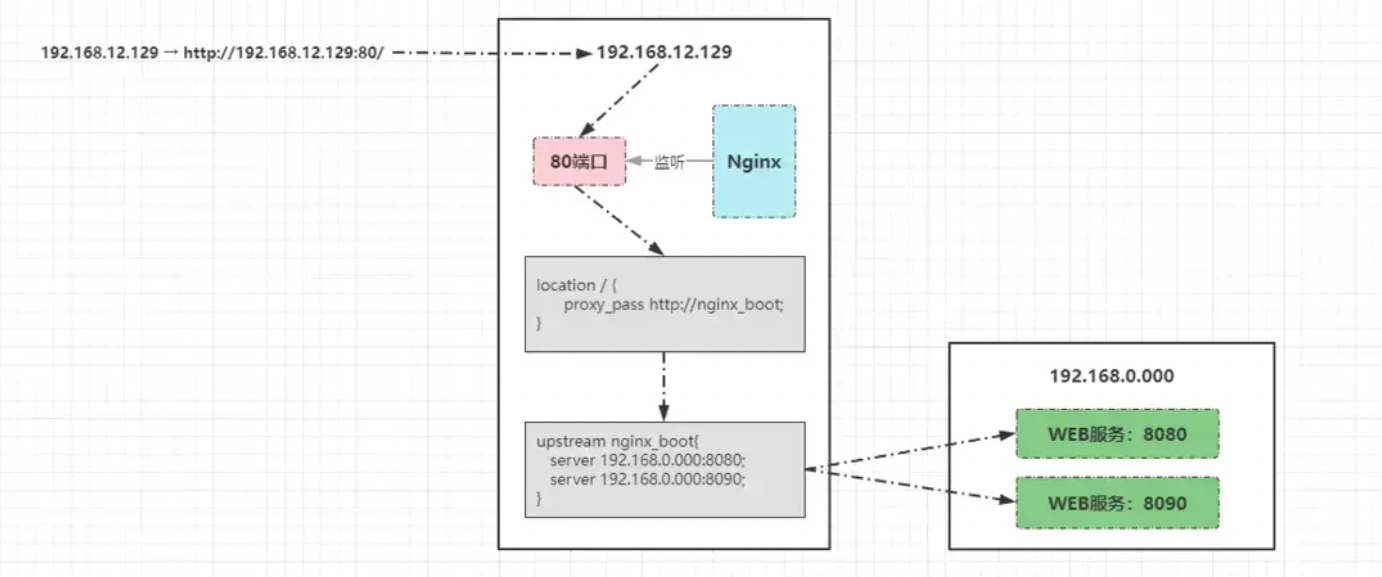 192.168.12.129 → http://192.168.12.129:80/
192.168.12.129
80端口
监听
Nginx
location / {
proxy_pass http://nginx_boot;
}
upstream nginx_boot{
server 192.168.0.000:8080;
server 192.168.0.000:8090;
}
192.168.0.000
WEB服务：8080
WEB服务：8090